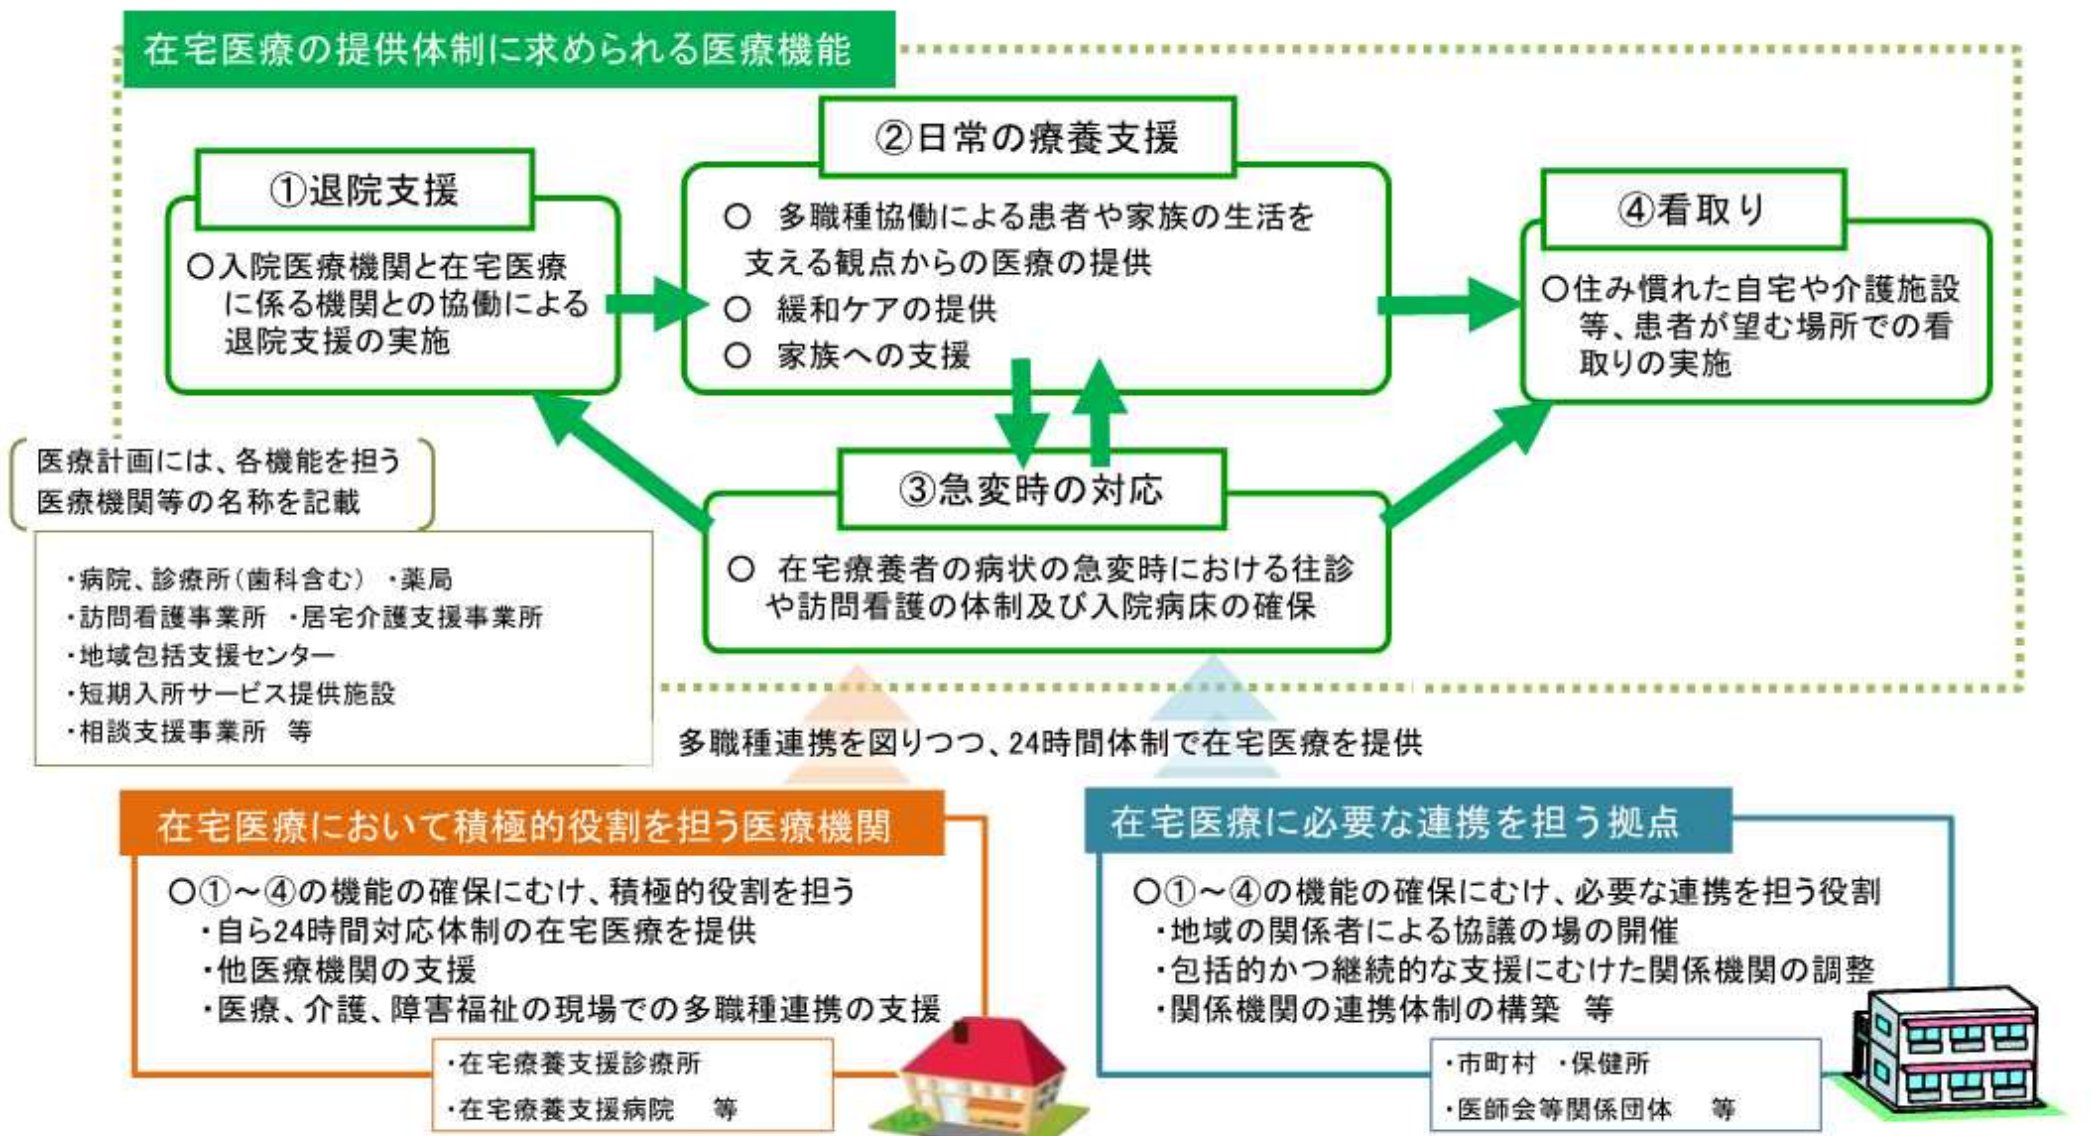 在宅医療の提供体制に求められる医療機能
①退院支援
〇入院医療機関と在宅医療
に係る機関との協働による
退院支援の実施
②日常の療養支援
〇 多職種協働による患者や家族の生活を
支える観点からの医療の提供
〇 緩和ケアの提供
〇 家族への支援
④看取り
〇住み慣れた自宅や介護施設
等、患者が望む場所での看
取りの実施
③急変時の対応
〇 在宅療養者の病状の急変時における往診
や訪問看護の体制及び入院病床の確保
医療計画には、各機能を担う
医療機関等の名称を記載
・病院、診療所(歯科含む) ・薬局
・訪問看護事業所 ・居宅介護支援事業所
・地域包括支援センター
・短期入所サービス提供施設
・相談支援事業所 等
多職種連携を図りつつ、24時間体制で在宅医療を提供
在宅医療において積極的役割を担う医療機関
〇①~④の機能の確保にむけ、積極的役割を担う
・自ら24時間対応体制の在宅医療を提供
・他医療機関の支援
・医療、介護、障害福祉の現場での多職種連携の支援
・在宅療養支援診療所
・在宅療養支援病院 等
在宅医療に必要な連携を担う拠点
〇①~④の機能の確保にむけ、必要な連携を担う役割
・地域の関係者による協議の場の開催
・包括的かつ継続的な支援にむけた関係機関の調整
・関係機関の連携体制の構築 等
・市町村 ・保健所
・医師会等関係団体 等